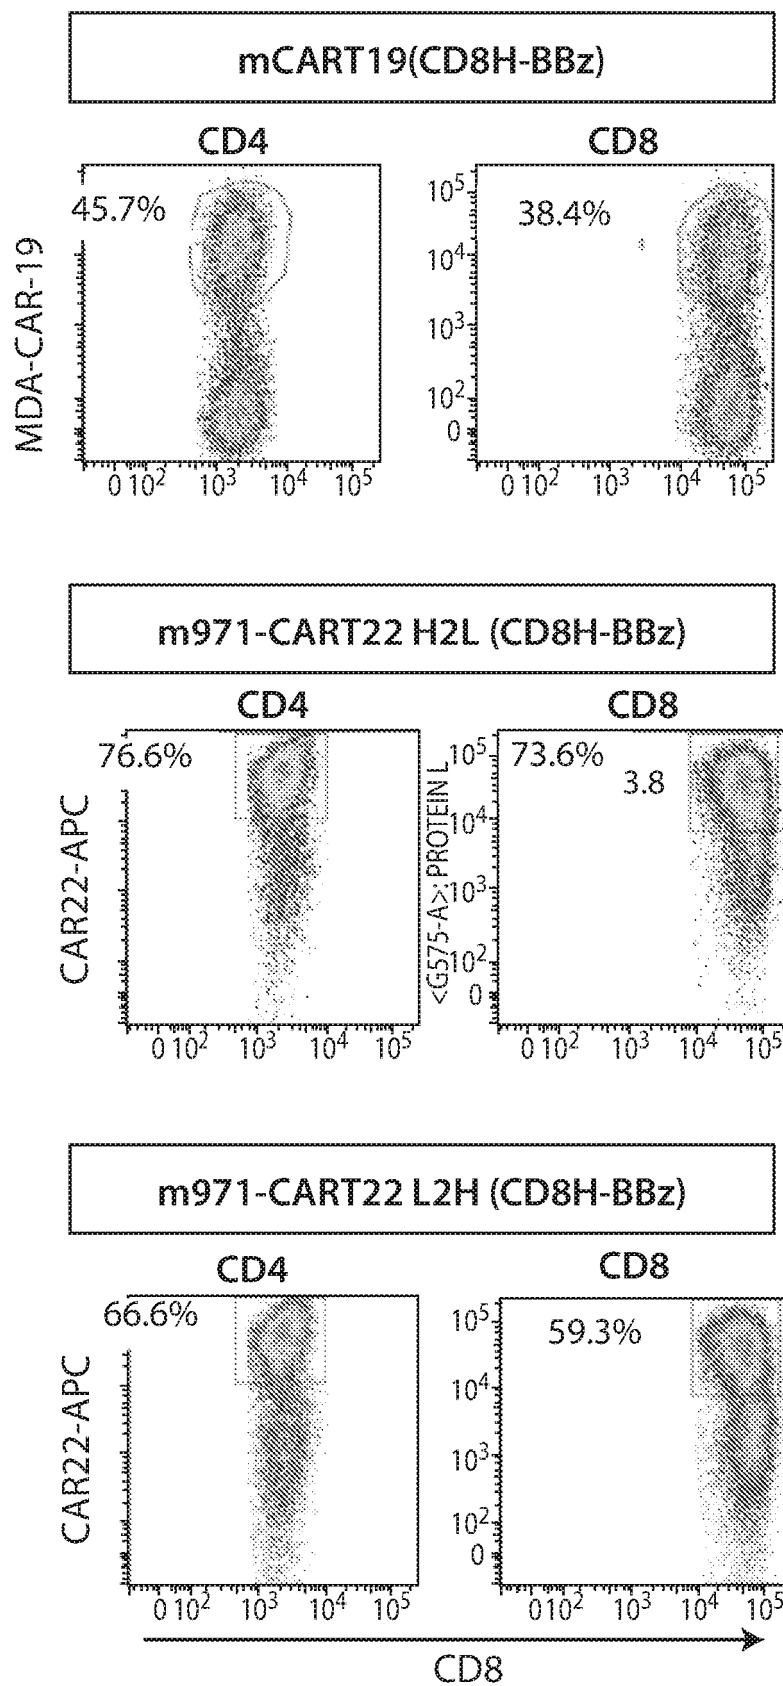 mCART19(CD8H-BBz)
CD4
CD8
45.7%
38.4%
MDA-CAR-19
10⁵
10⁴
10³
10²
0
0 10² 10³ 10⁴ 10⁵
0 10² 10³ 10⁴ 10⁵
m971-CART22 H2L (CD8H-BBz)
CD4
CD8
76.6%
73.6%
3.8
CAR22-APC
<G575-A>: PROTEIN L
10⁵
10⁴
10³
10²
0
0 10² 10³ 10⁴ 10⁵
0 10² 10³ 10⁴ 10⁵
m971-CART22 L2H (CD8H-BBz)
CD4
CD8
66.6%
59.3%
CAR22-APC
10⁵
10⁴
10³
10²
0
0 10² 10³ 10⁴ 10⁵
010² 10³ 10⁴ 10⁵
CD8